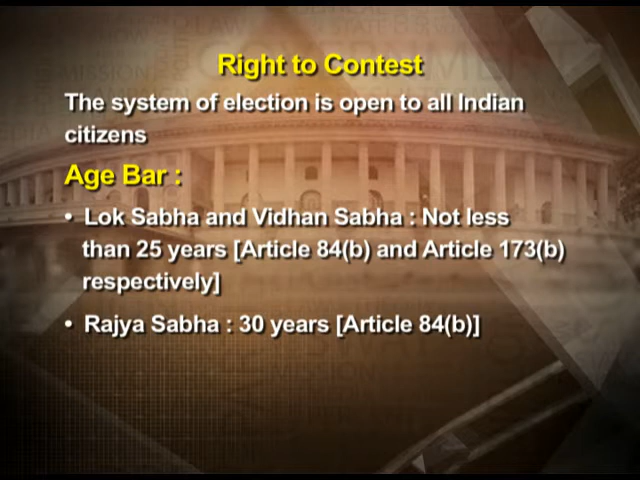 Right to Contest
The system of election is open to all Indian
citizens
Age Bar :
• Lok Sabha and Vidhan Sabha : Not less
than 25 years [Article 84(b) and Article 173(b)
respectively]
• Rajya Sabha : 30 years [Article 84(b)]